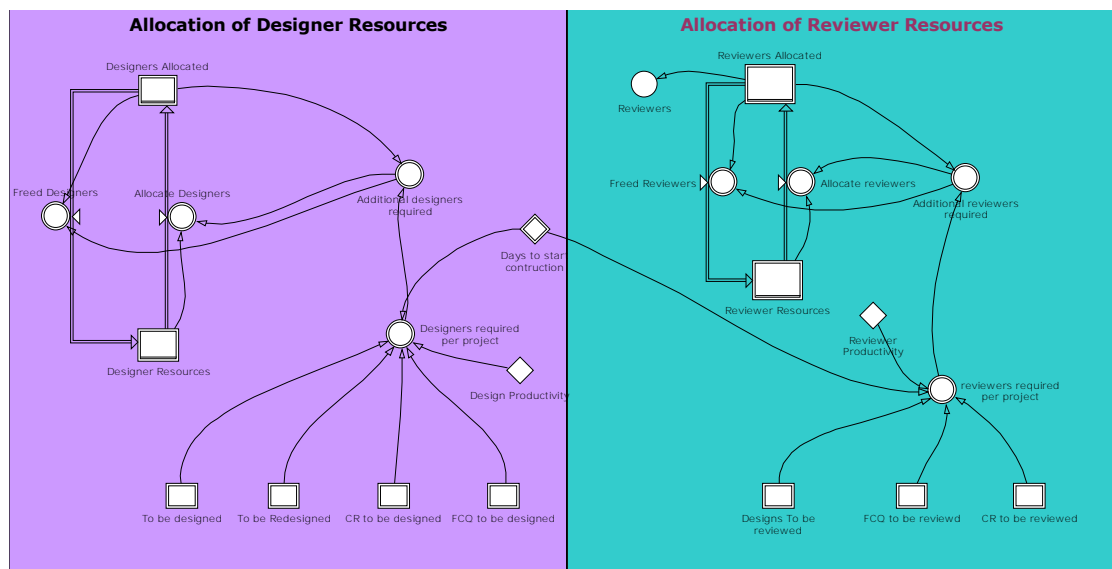 Allocation of Designer Resources
Designers Allocated
Freed Designers
Allocate Designers
Additional designers
required
Days to start
contruction
Designers required
per project
Designer Resources
Design Productivity
To be designed
To be Redesigned
CR to be designed
FCQ to be designed
Allocation of Reviewer Resources
Reviewers Allocated
Reviewers
Freed Reviewers
Allocate reviewers
Additional reviewers
required
Reviewer Resources
Reviewer
Productivity
reviewers required
per project
Designs To be
reviewed
FCQ to be reviewd
CR to be reviewed